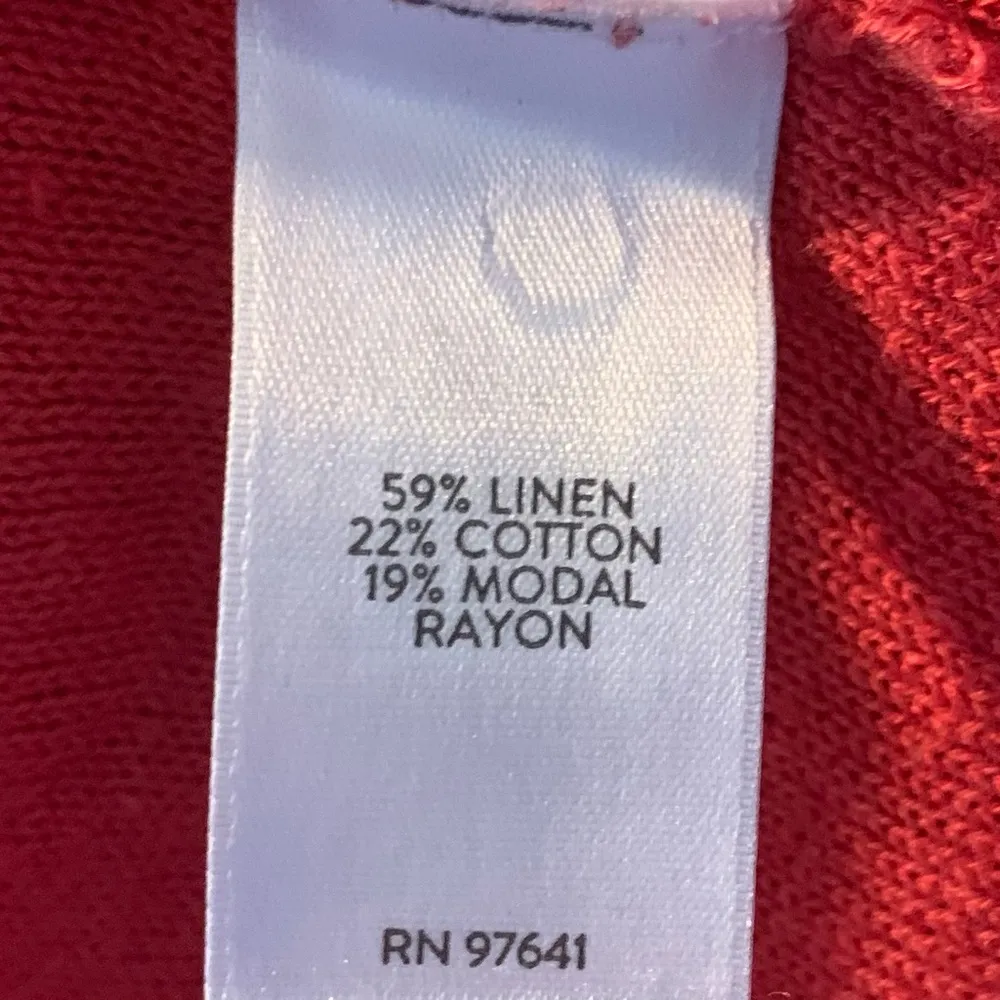 59% LINEN
22% COTTON
19% MODAL
RAYON
RN 97641